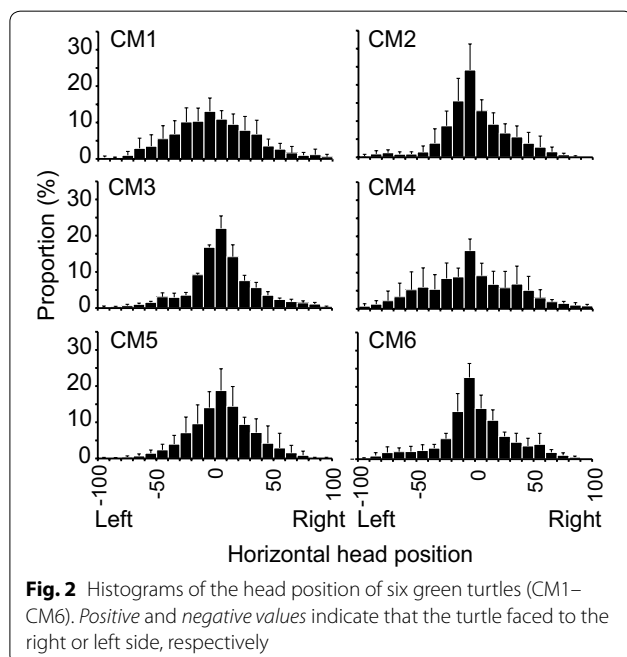 CM1
CM2
30
20
10
0
CM3
CM4
30
20
10
0
Proportion (%)
CM5
CM6
30
20
10
0
-100
-50
0
50
100
-100
-50
0
50
100
Left
Right
Left
Right
Horizontal head position
Fig. 2 Histograms of the head position of six green turtles (CM1–
CM6). Positive and negative values indicate that the turtle faced to the
right or left side, respectively